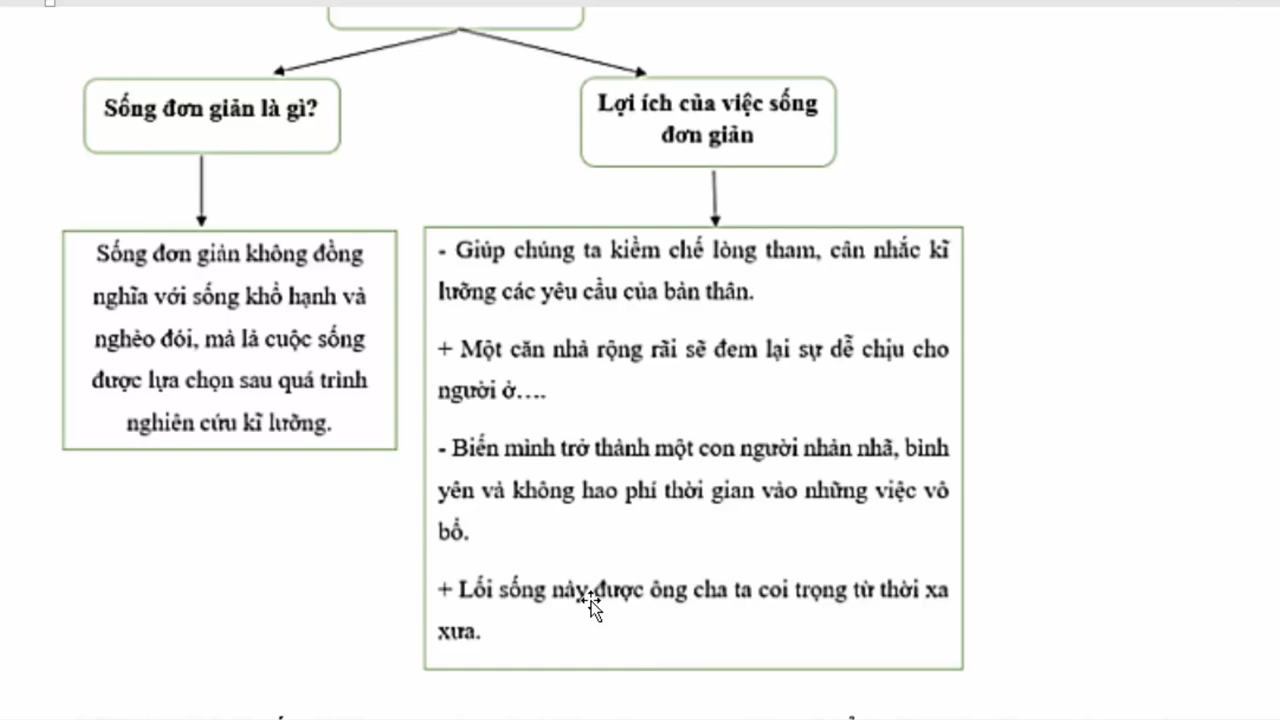 Sống đơn giản là gì?
Lợi ích của việc sống
đơn giản
Sống đơn giản không đồng
nghĩa với sống khổ hạnh và
nghèo đói, mà là cuộc sống
được lựa chọn sau quá trình
nghiên cứu kĩ lưỡng.
- Giúp chúng ta kiềm chế lòng tham, cân nhắc kĩ
lưỡng các yêu cầu của bản thân.
+ Một căn nhà rộng rãi sẽ đem lại sự dễ chịu cho
người ở….
- Biến mình trở thành một con người nhàn nhã, bình
yên và không hao phí thời gian vào những việc vô
bổ.
+ Lối sống này được ông cha ta coi trọng từ thời xa
xưa.